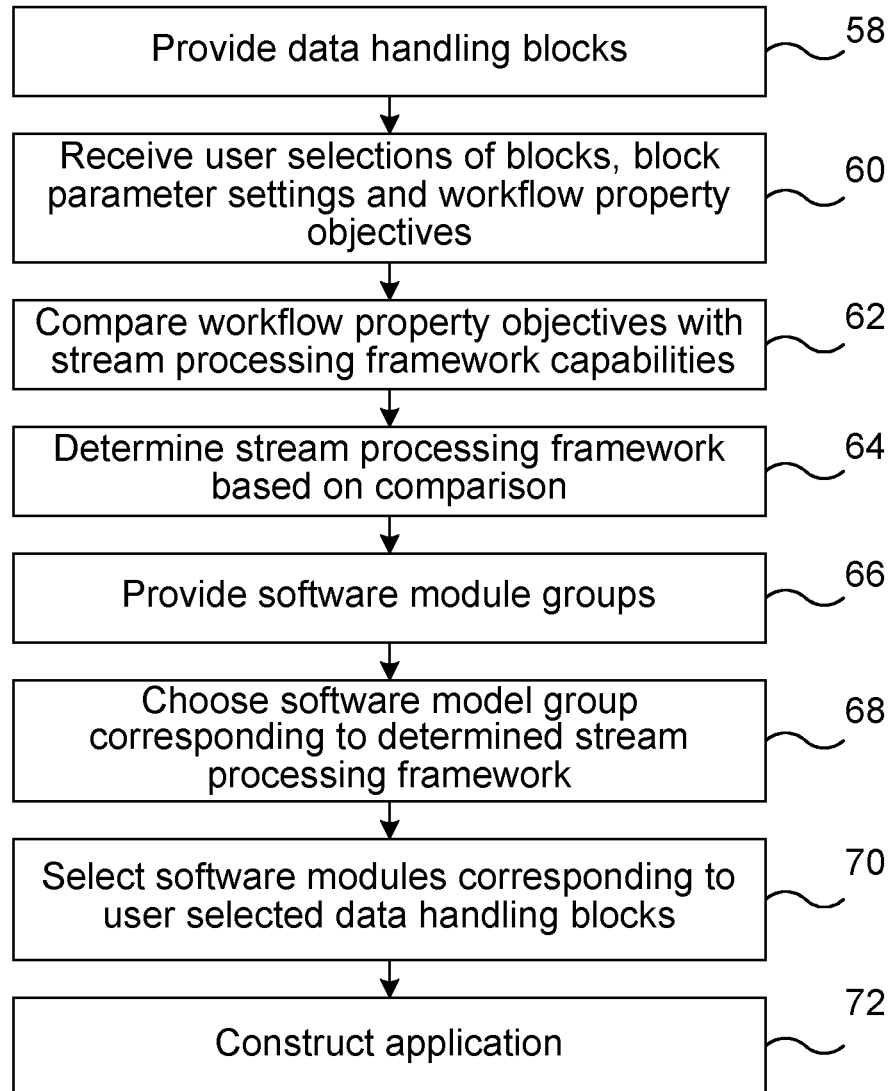 Provide data handling blocks
58
Receive user selections of blocks, block
parameter settings and workflow property
objectives
60
Compare workflow property objectives with
stream processing framework capabilities
62
Determine stream processing framework
based on comparison
64
Provide software module groups
66
Choose software model group
corresponding to determined stream
processing framework
68
Select software modules corresponding to
user selected data handling blocks
70
Construct application
72